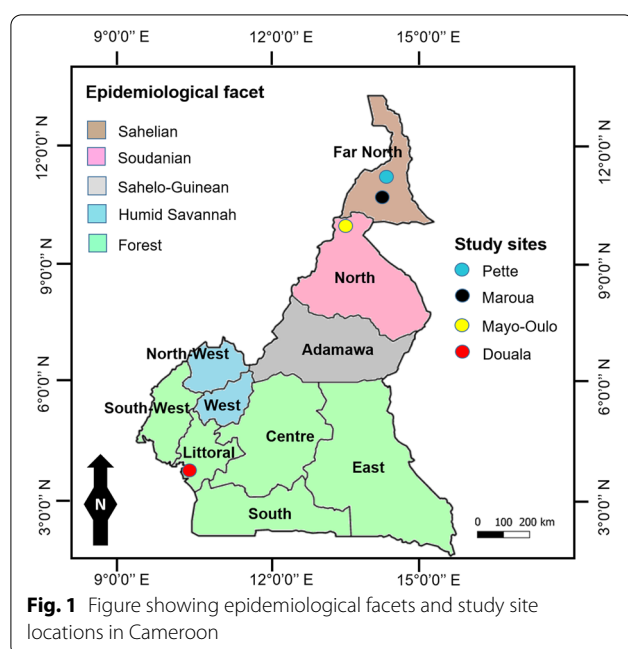 9°0'0" E 12°0'0" E 15°0'0" E
Epidemiological facet
Sahelian
Soudanian
Sahelo-Guinean
Humid Savannah
Forest
12°0'0" N
9°0'0" N
6°0'0" N
3°0'0" N
Far North
North
Adamawa
North-West
West
South-West
Littoral
Centre
East
South
Study sites
Pette
Maroua
Mayo-Oulo
Douala
12°0'0" N
9°0'0" N
6°0'0" N
3°0'0" N
N
0 100 200 km
9°0'0" E 12°0'0" E 15°0'0" E
Fig. 1 Figure showing epidemiological facets and study site
locations in Cameroon